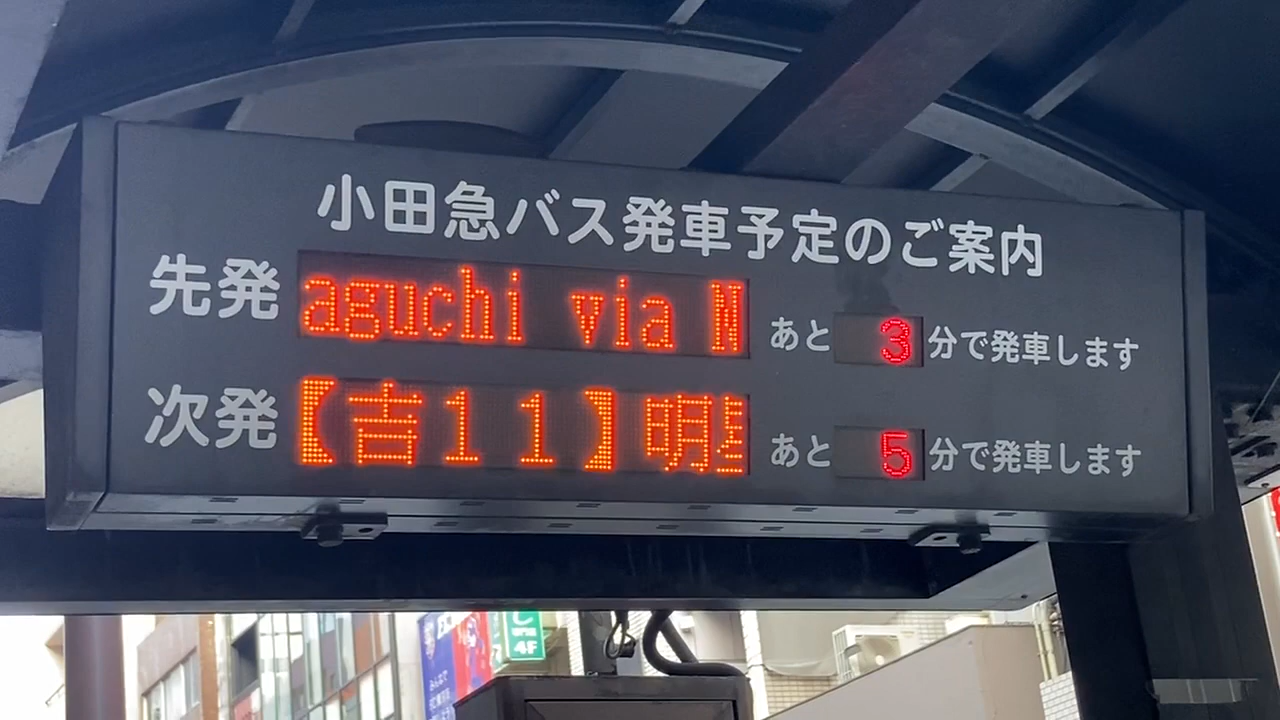 小田急バス発車予定のご案内
先発 aguchi via N あと 3 分で発車します
次発 【吉11】明 あと 5 分で発車します
4F